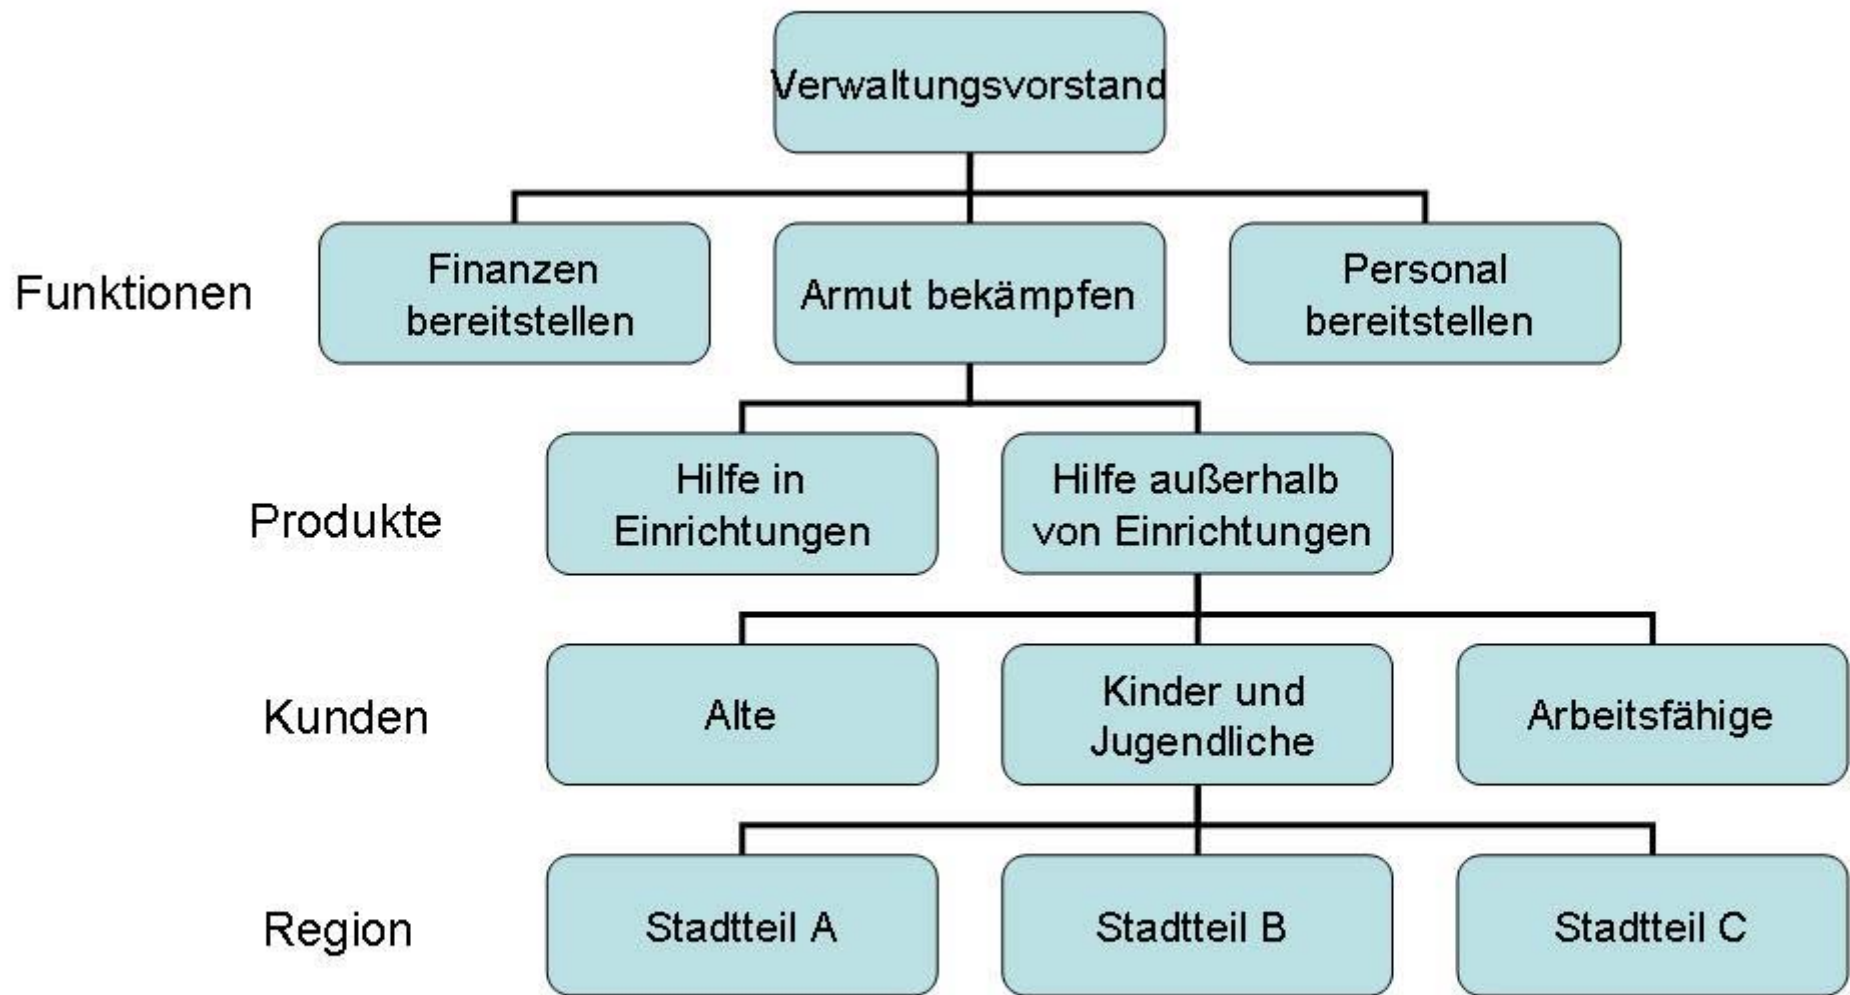 Verwaltungsvorstand
Funktionen
Finanzen
bereitstellen
Armut bekämpfen
Personal
bereitstellen
Produkte
Hilfe in
Einrichtungen
Hilfe außerhalb
von Einrichtungen
Kunden
Alte
Kinder und
Jugendliche
Arbeitsfähige
Region
Stadtteil A
Stadtteil B
Stadtteil C